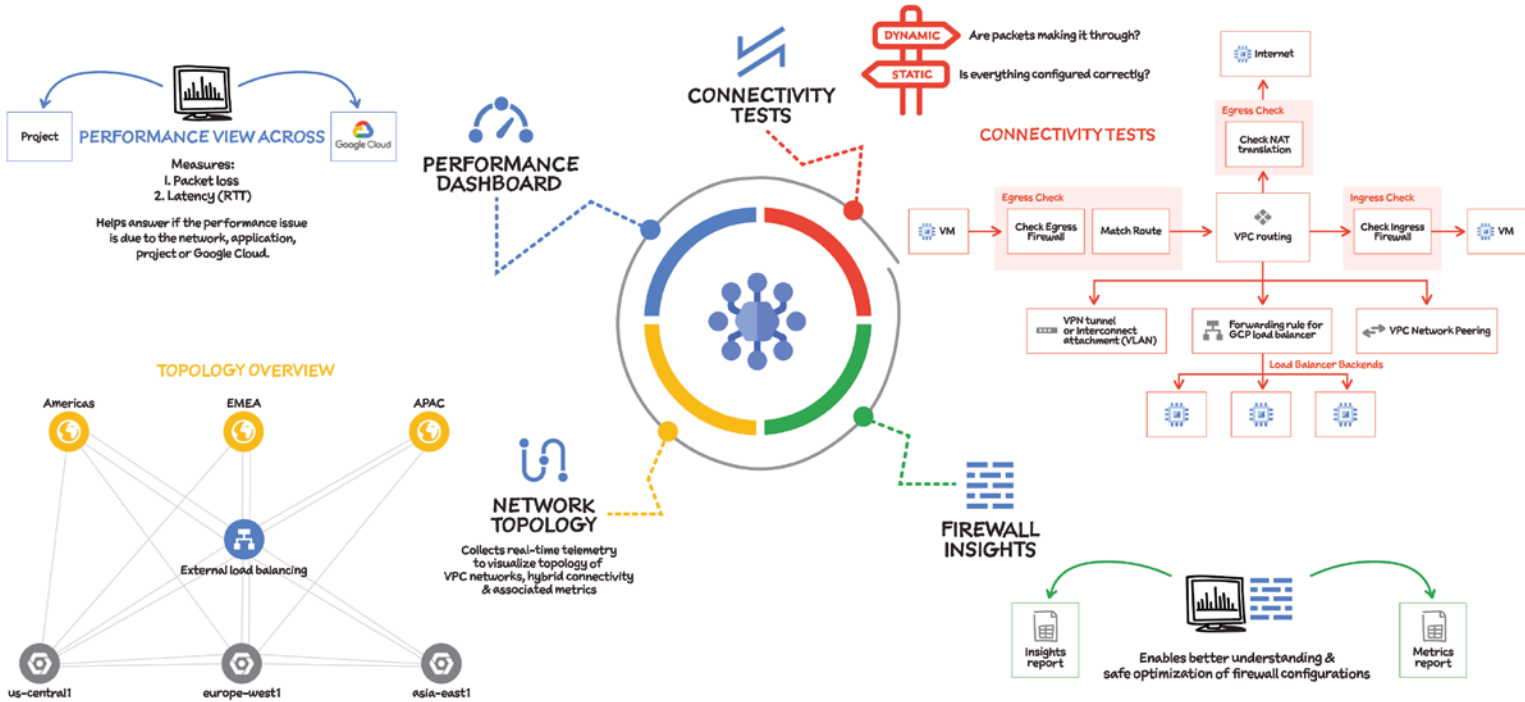 Project
Google Cloud
PERFORMANCE VIEW ACROSS
Measures:
1. Packet loss
2. Latency (RTT)
Helps answer if the performance issue
is due to the network, application,
project or Google Cloud.
PERFORMANCE
DASHBOARD
CONNECTIVITY
TESTS
DYNAMIC
Are packets making it through?
STATIC
Is everything configured correctly?
CONNECTIVITY TESTS
Internet
Egress Check
Check NAT
translation
Egress Check
VM
Check Egress
Firewall
Match Route
VPC routing
Ingress Check
Check Ingress
Firewall
VM
VPN tunnel
or Interconnect
attachment (VLAN)
Forwarding rule for
GCP load balancer
VPC Network Peering
Load Balancer Backends
TOPOLOGY OVERVIEW
Americas
EMEA
APAC
External load balancing
us-central1
europe-west1
asia-east1
NETWORK
TOPOLOGY
Collects real-time telemetry
to visualize topology of
VPC networks, hybrid connectivity
& associated metrics
FIREWALL
INSIGHTS
Insights
report
Metrics
report
Enables better understanding &
safe optimization of firewall configurations